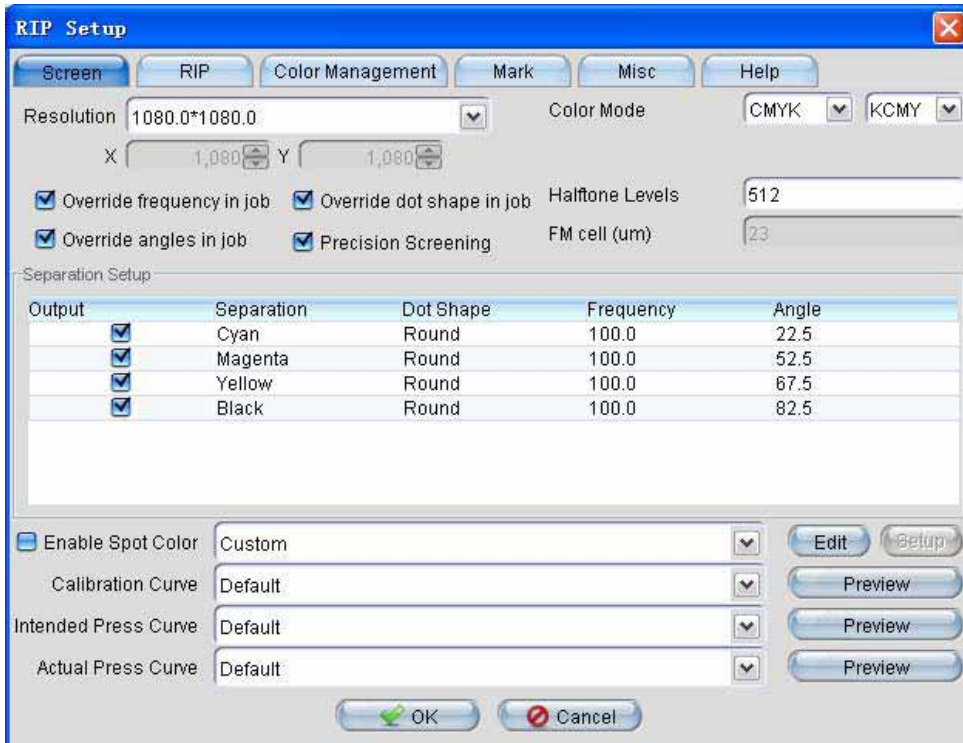 RIP Setup
Screen RIP Color Management Mark Misc Help
Resolution 1080.0*1080.0 Color Mode CMYK KCMY
X 1,080 Y 1,080
Override frequency in job Override dot shape in job Halftone Levels 512
Override angles in job Precision Screening FM cell (um) 23
Separation Setup
Output Separation Dot Shape Frequency Angle
Cyan Round 100.0 22.5
Magenta Round 100.0 52.5
Yellow Round 100.0 67.5
Black Round 100.0 82.5
Enable Spot Color Custom Edit Setup
Calibration Curve Default Preview
Intended Press Curve Default Preview
Actual Press Curve Default Preview
OK Cancel